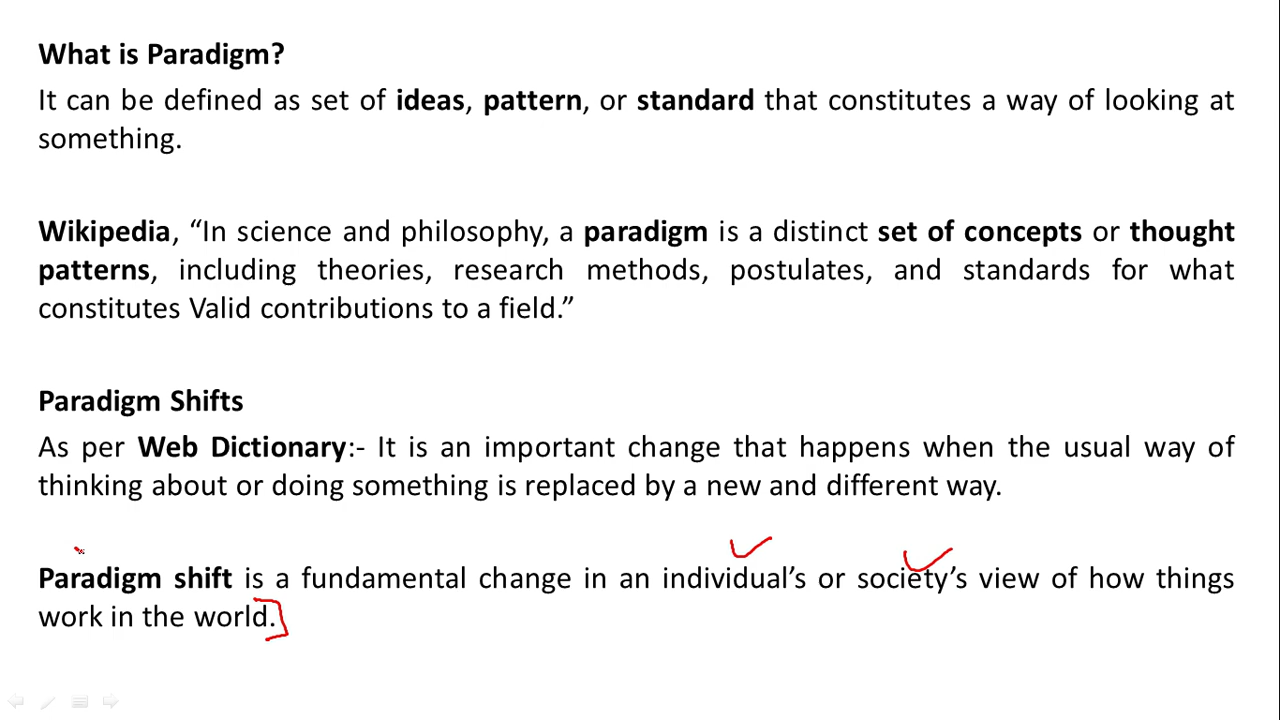 What is Paradigm?
It can be defined as set of ideas, pattern, or standard that constitutes a way of looking at
something.
Wikipedia, “In science and philosophy, a paradigm is a distinct set of concepts or thought
patterns, including theories, research methods, postulates, and standards for what
constitutes Valid contributions to a field.”
Paradigm Shifts
As per Web Dictionary:- It is an important change that happens when the usual way of
thinking about or doing something is replaced by a new and different way.
Paradigm shift is a fundamental change in an individual’s or society’s view of how things
work in the world.